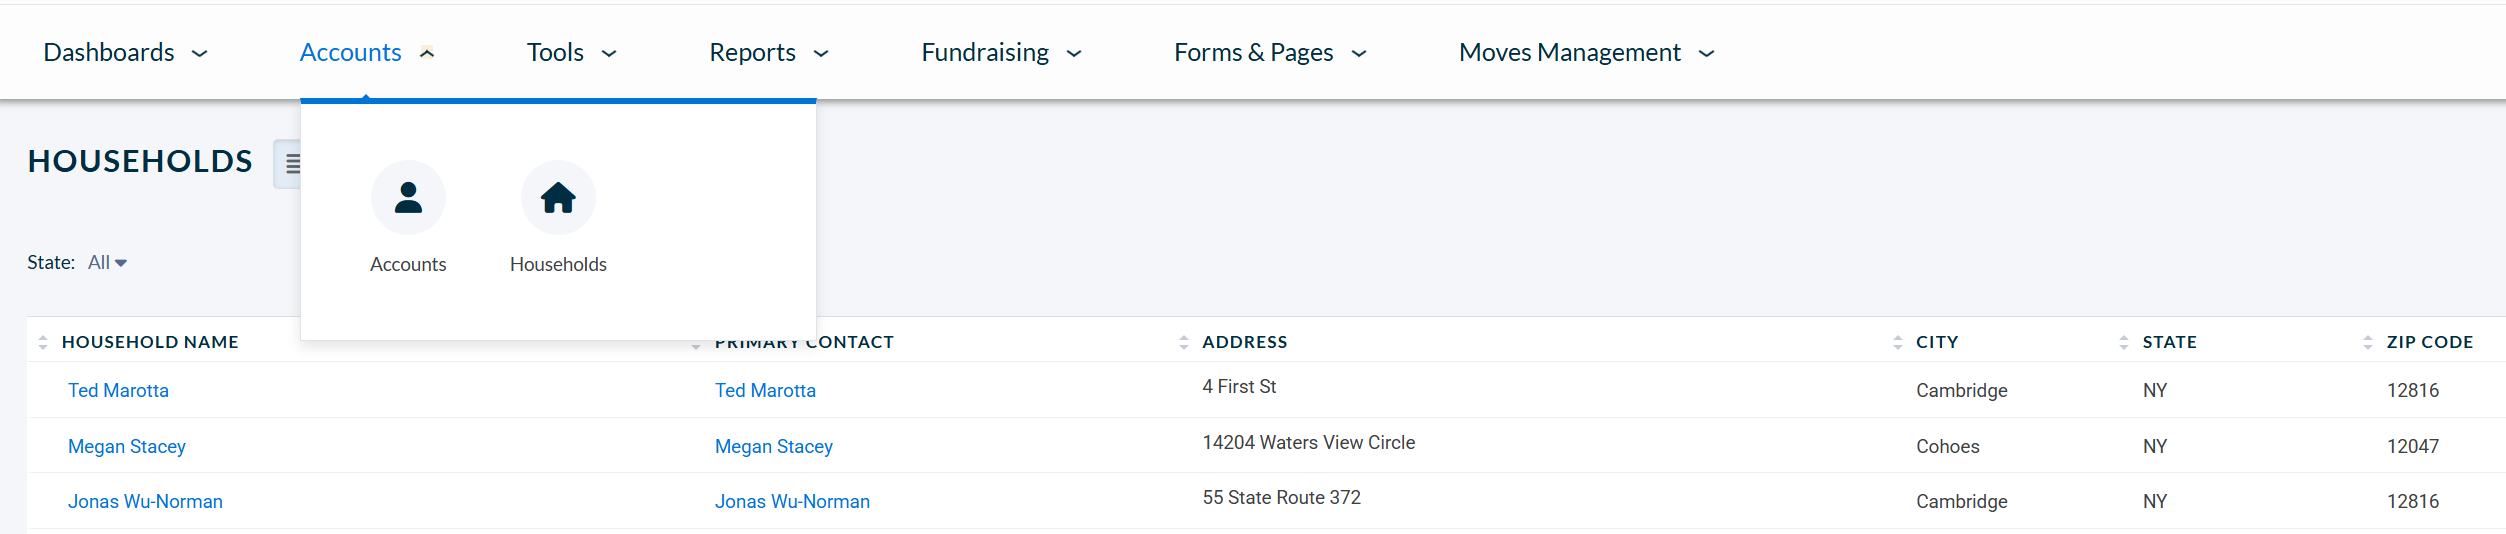 Dashboards Accounts Tools Reports Fundraising Forms & Pages Moves Management
HOUSEHOLDS
Accounts Households
State: All
HOUSEHOLD NAME PRIMARY CONTACT ADDRESS CITY STATE ZIP CODE
Ted Marotta Ted Marotta 4 First St Cambridge NY 12816
Megan Stacey Megan Stacey 14204 Waters View Circle Cohoes NY 12047
Jonas Wu-Norman Jonas Wu-Norman 55 State Route 372 Cambridge NY 12816